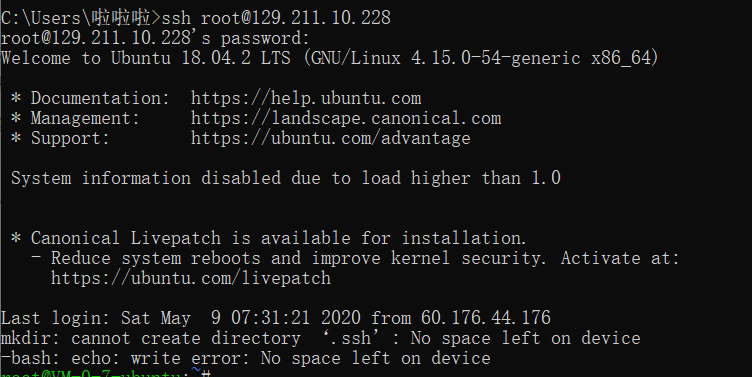 C:\Users\啦啦啦>ssh root@129.211.10.228
root@129.211.10.228's password:
Welcome to Ubuntu 18.04.2 LTS (GNU/Linux 4.15.0-54-generic x86_64)
* Documentation: https://help.ubuntu.com
* Management: https://landscape.canonical.com
* Support: https://ubuntu.com/advantage
System information disabled due to load higher than 1.0
* Canonical Livepatch is available for installation.
- Reduce system reboots and improve kernel security. Activate at:
https://ubuntu.com/livepatch
Last login: Sat May 9 07:31:21 2020 from 60.176.44.176
mkdir: cannot create directory ‘.ssh’: No space left on device
-bash: echo: write error: No space left on device
root@VM-0-7-ubuntu:~#